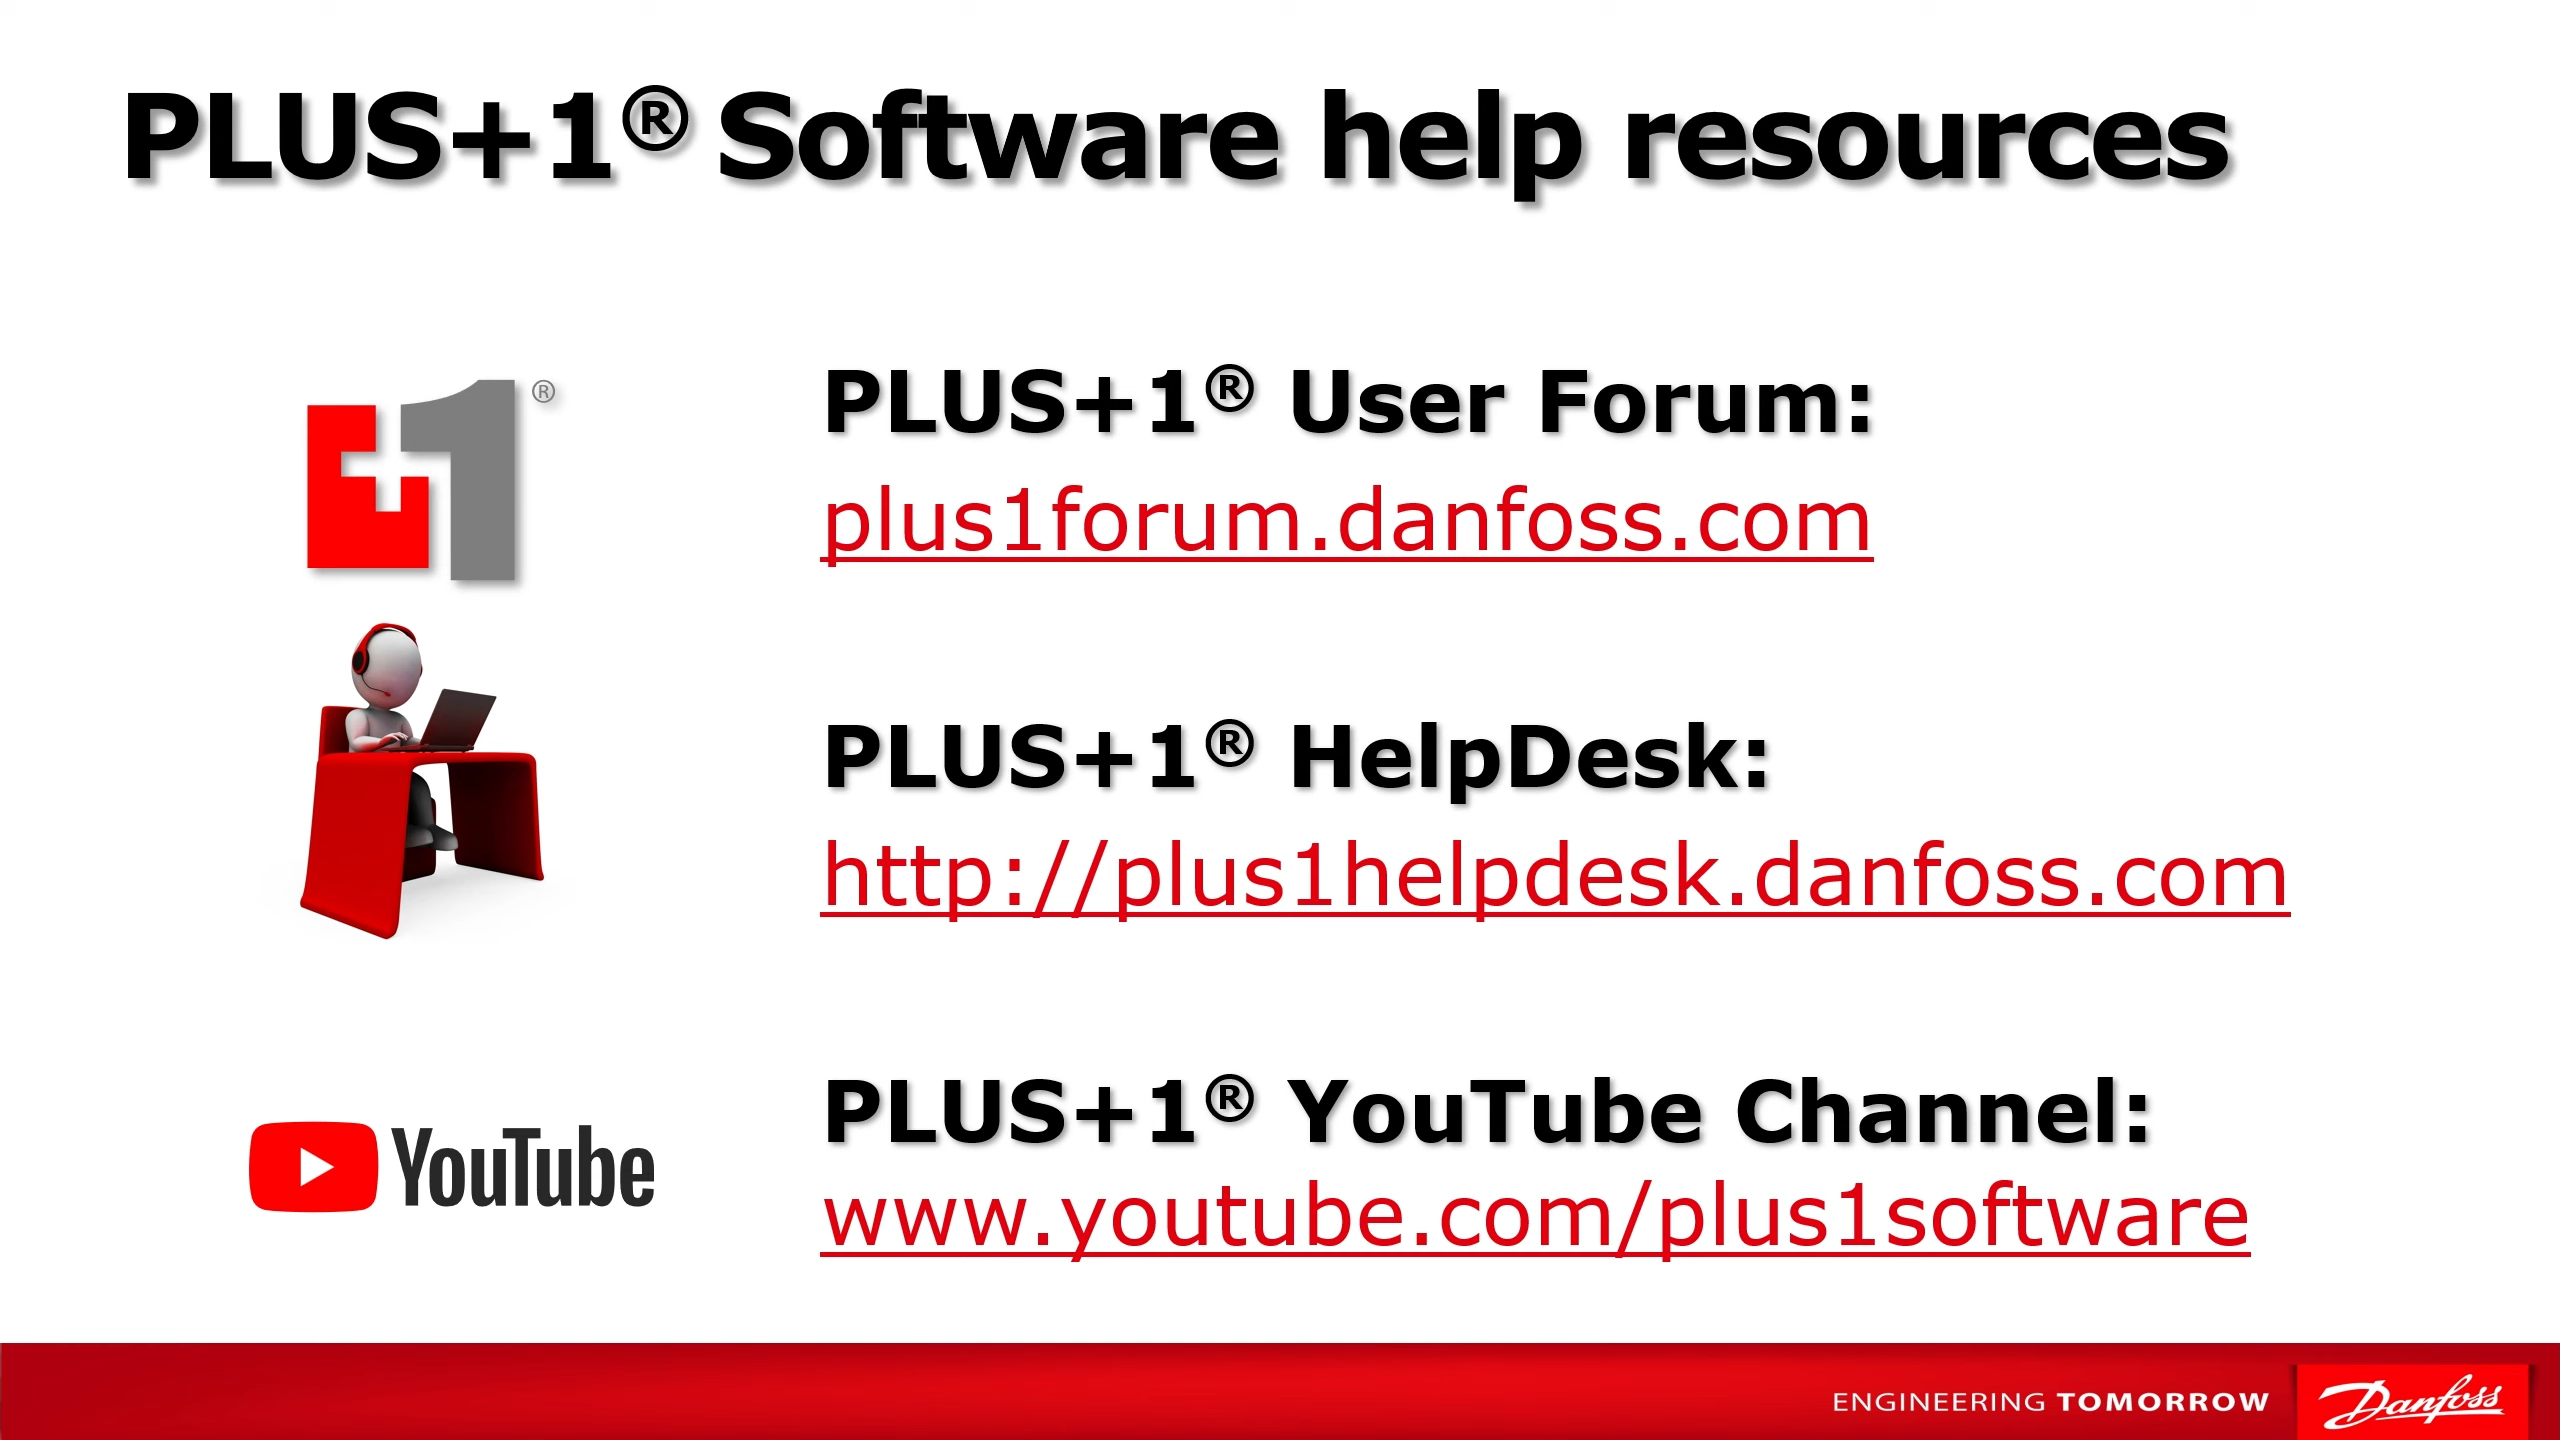 PLUS+1® Software help resources
+1®
PLUS+1® User Forum:
plus1forum.danfoss.com
PLUS+1® HelpDesk:
http://plus1helpdesk.danfoss.com
YouTube
PLUS+1® YouTube Channel:
www.youtube.com/plus1software
ENGINEERING TOMORROW
Danfoss